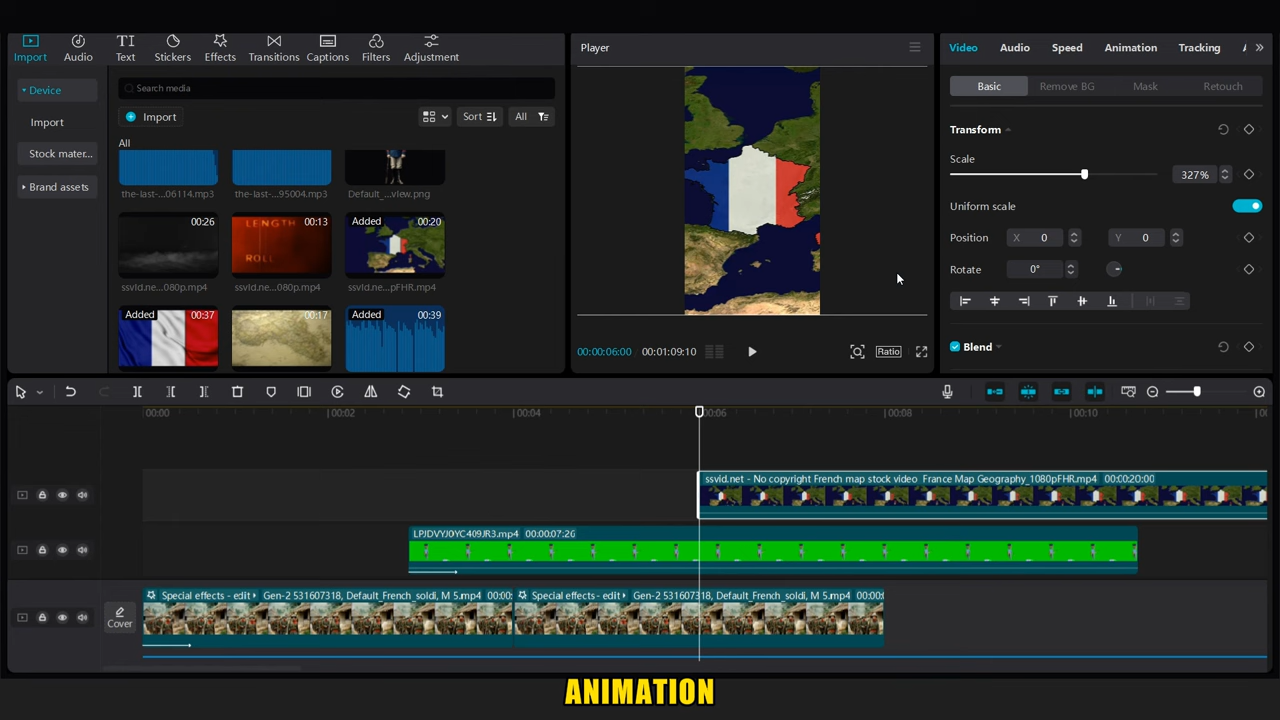 Import
Audio
Text
Stickers
Effects
Transitions
Captions
Filters
Adjustment
Device
Import
Stock mater...
Brand assets
Search media
Import
Sort
All
All
the-last-...06114.mp3
the-last-...95004.mp3
Default_...view.png
00:26
LENGTH
ROLL
00:13
Added
00:20
ssvid.ne...080p.mp4
ssvid.ne...080p.mp4
ssvid.ne...pFHR.mp4
Added
00:37
00:17
Added
00:39
Player
00:00:06:00
00:01:09:10
Ratio
Video
Audio
Speed
Animation
Tracking
Basic
Remove BG
Mask
Retouch
Transform
Scale
327%
Uniform scale
Position
X
0
Y
0
Rotate
0°
Blend
00:00
00:02
00:04
00:06
00:08
00:10
ssvid.net - No copyright French map stock video France Map Geography_1080pFHR.mp4 00:00:20:00
LPJDVYJ0YC409JR3.mp4 00:00:07:26
Cover
Special effects - edit
Gen-2 531607318, Default_French_soldi, M 5.mp4 00:00:
Special effects - edit
Gen-2 531607318, Default_French_soldi, M 5.mp4 00:00:
ANIMATION